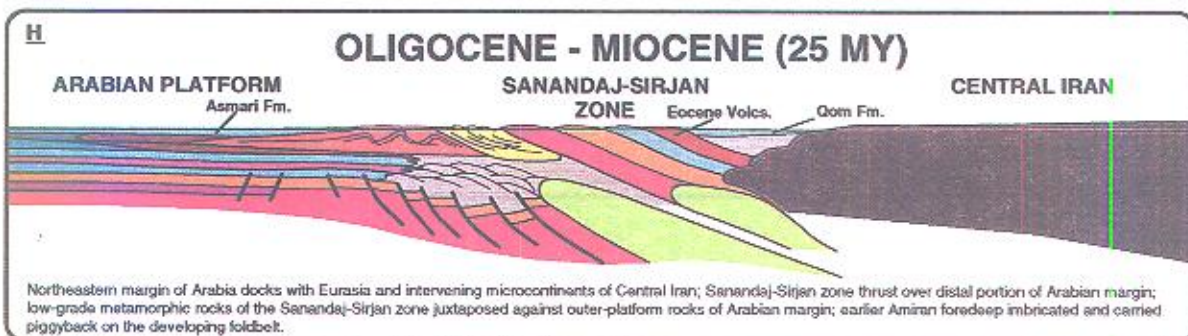 H
OLIGOCENE - MIOCENE (25 MY)
ARABIAN PLATFORM
SANANDAJ-SIRJAN
ZONE
CENTRAL IRAN
Asmari Fm.
Eocene Volcs.
Qom Fm.
Northeastern margin of Arabia docks with Eurasia and intervening microcontinents of Central Iran; Sanandaj-Sirjan zone thrust over distal portion of Arabian margin;
low-grade metamorphic rocks of the Sanandaj-Sirjan zone juxtaposed against outer-platform rocks of Arabian margin; earlier Amiran foredeep imbricated and carried
piggyback on the developing foldbelt.